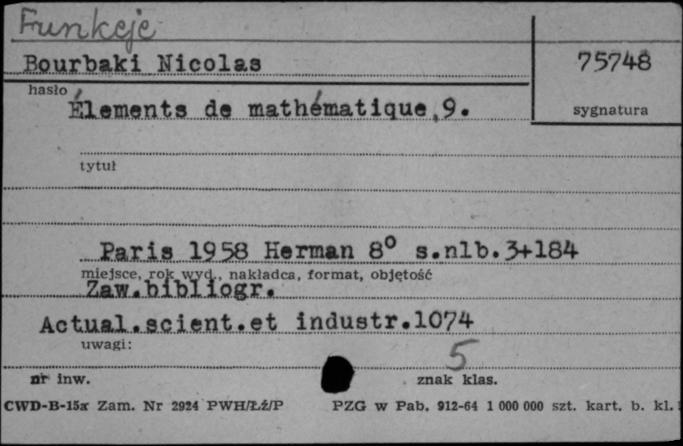 Funkcje
Bourbaki Nicolas
75748
hasło
Élements de mathématique,9.
sygnatura
tytuł
Paris 1958 Herman 8° s.nlb.3+184
miejsce, rok wyd., nakładca, format, objętość
Zaw.bibliogr.
Actual.scient.et industr.1074
uwagi:
5
nr inw.
znak klas.
CWD-B-15a Zam. Nr 2924 PWH/Łż/P
PZG w Pab. 912-64 1 000 000 szt. kart. b. kl.